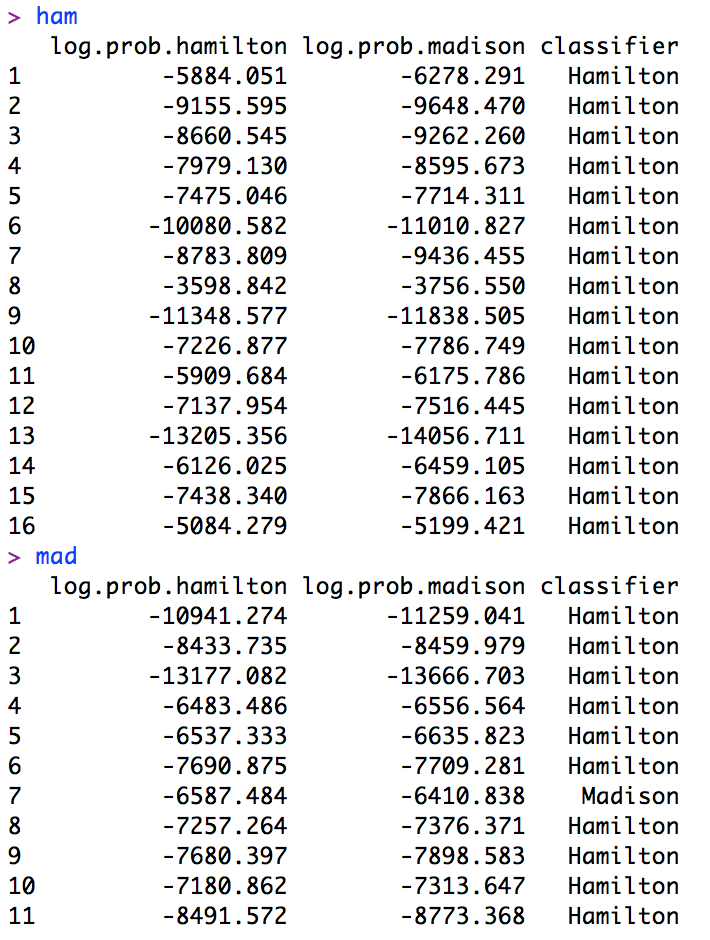 > ham
log.prob.hamilton log.prob.madison classifier
1 -5884.051 -6278.291 Hamilton
2 -9155.595 -9648.470 Hamilton
3 -8660.545 -9262.260 Hamilton
4 -7979.130 -8595.673 Hamilton
5 -7475.046 -7714.311 Hamilton
6 -10080.582 -11010.827 Hamilton
7 -8783.809 -9436.455 Hamilton
8 -3598.842 -3756.550 Hamilton
9 -11348.577 -11838.505 Hamilton
10 -7226.877 -7786.749 Hamilton
11 -5909.684 -6175.786 Hamilton
12 -7137.954 -7516.445 Hamilton
13 -13205.356 -14056.711 Hamilton
14 -6126.025 -6459.105 Hamilton
15 -7438.340 -7866.163 Hamilton
16 -5084.279 -5199.421 Hamilton
> mad
log.prob.hamilton log.prob.madison classifier
1 -10941.274 -11259.041 Hamilton
2 -8433.735 -8459.979 Hamilton
3 -13177.082 -13666.703 Hamilton
4 -6483.486 -6556.564 Hamilton
5 -6537.333 -6635.823 Hamilton
6 -7690.875 -7709.281 Hamilton
7 -6587.484 -6410.838 Madison
8 -7257.264 -7376.371 Hamilton
9 -7680.397 -7898.583 Hamilton
10 -7180.862 -7313.647 Hamilton
11 -8491.572 -8773.368 Hamilton